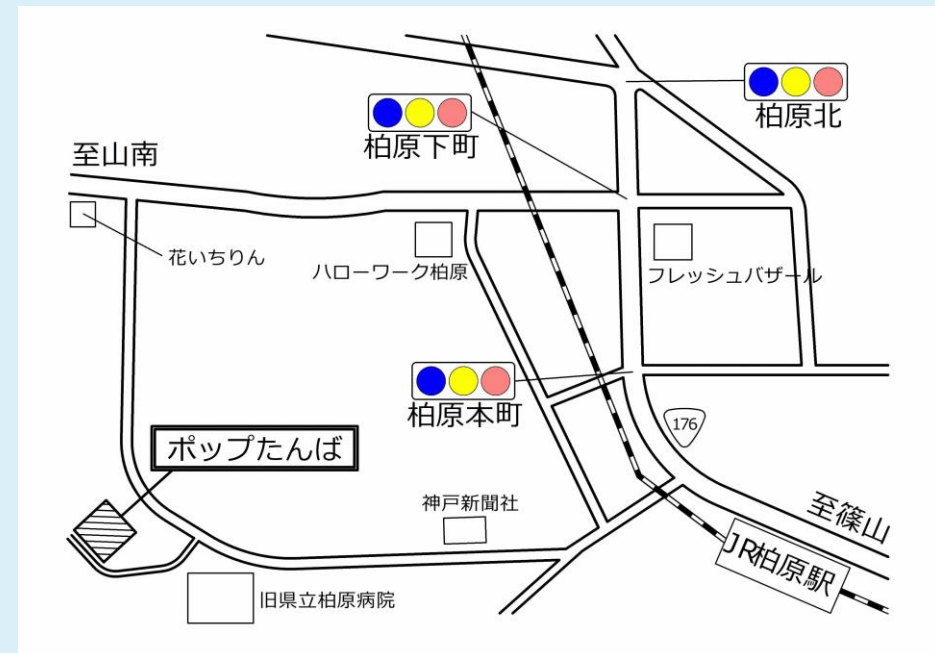 柏原北
柏原下町
至山南
花いちりん
ハローワーク柏原
フレッシュバザール
柏原本町
176
ポップたんば
神戸新聞社
至篠山
JR柏原駅
旧県立柏原病院